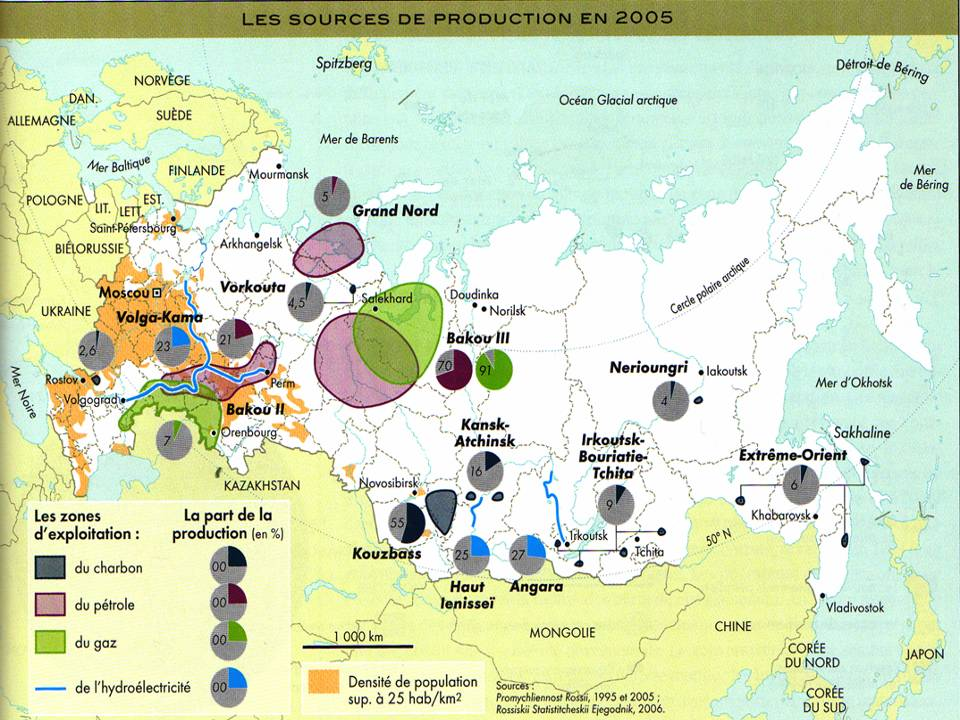 LES SOURCES DE PRODUCTION EN 2005
Spitzberg
Détroit de Béring
NORVÈGE
DAN.
Océan Glacial arctique
ALLEMAGNE
SUÈDE
Mer de Barents
Mer Baltique
FINLANDE
Mourmansk
Mer
de Béring
POLOGNE
LIT.
LETT.
EST.
5
Grand Nord
Saint-Pétersbourg
BIÉLORUSSIE
Arkhangelsk
Cercle polaire arctique
Moscou
Vorkouta
4,5
Salekhard
Doudinka
Norilsk
UKRAINE
Volga-Kama
23
21
2,6
Bakou III
70
91
Nerioungri
Iakoutsk
4
Mer Noire
Rostov
Volgograd
Perm
Bakou II
Mer d'Okhotsk
7
Orenbourg
Kansk-
Atchinsk
16
Irkoutsk-
Bouriatie-
Tchita
9
Sakhaline
Extrême-Orient
6
KAZAKHSTAN
Novosibirsk
55
Kouzbass
25
Haut
Ienisseï
27
Angara
Irkoutsk
Tchita
50° N
Khabarovsk
Vladivostok
MONGOLIE
CHINE
CORÉE
DU NORD
JAPON
CORÉE
DU SUD
Les zones
d'exploitation :
La part de la
production (en %)
du charbon
00
du pétrole
00
du gaz
00
de l'hydroélectricité
00
1 000 km
Densité de population
sup. à 25 hab/km2
Sources :
Promychliennost Rossii, 1995 et 2005 ;
Rossiskii Statistitcheskii Ejegodnik, 2006.